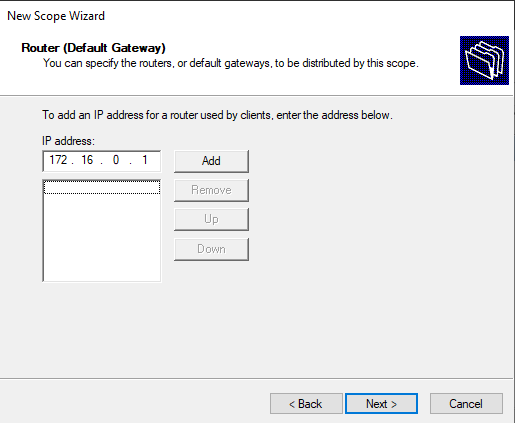 New Scope Wizard
Router (Default Gateway)
You can specify the routers, or default gateways, to be distributed by this scope.
To add an IP address for a router used by clients, enter the address below.
IP address:
172 . 16 . 0 . 1
Add
Remove
Up
Down
< Back
Next >
Cancel